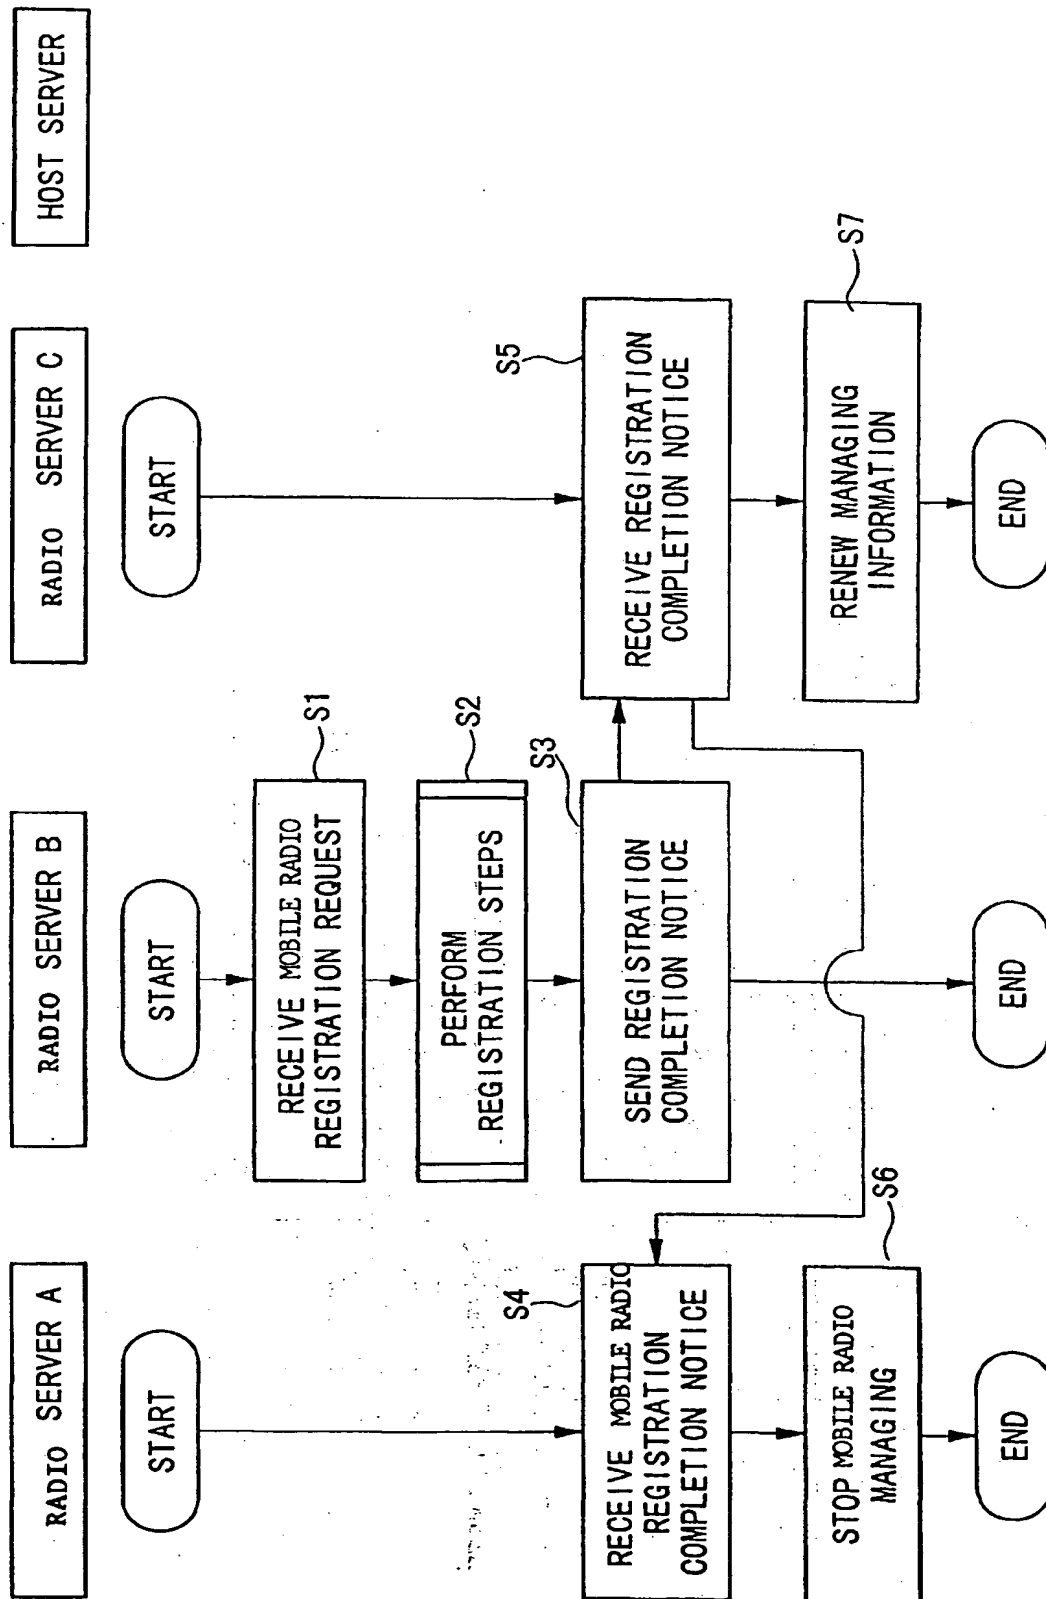 RADIO SERVER A
RADIO SERVER B
RADIO SERVER C
HOST SERVER
START
START
START
RECEIVE MOBILE RADIO
REGISTRATION REQUEST
S1
PERFORM
REGISTRATION STEPS
S2
RECEIVE MOBILE RADIO
REGISTRATION
COMPLETION NOTICE
S4
SEND REGISTRATION
COMPLETION NOTICE
S3
RECEIVE REGISTRATION
COMPLETION NOTICE
S5
STOP MOBILE RADIO
MANAGING
S6
RENEW MANAGING
INFORMATION
S7
END
END
END